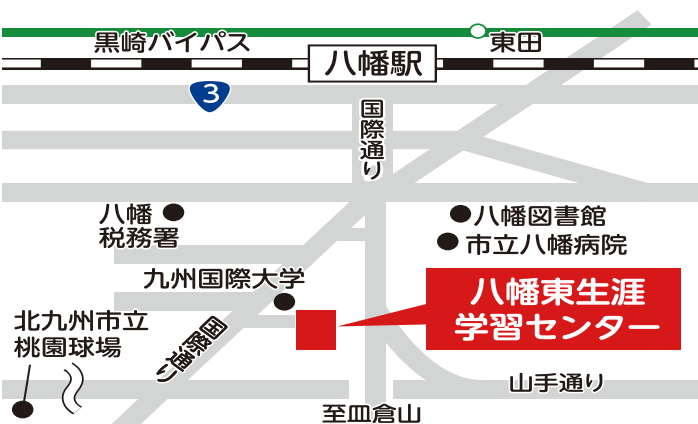 黒崎バイパス
東田
八幡駅
3
国際通り
八幡
税務署
八幡図書館
市立八幡病院
九州国際大学
八幡東生涯
学習センター
北九州市立
桃園球場
国際通り
山手通り
至皿倉山